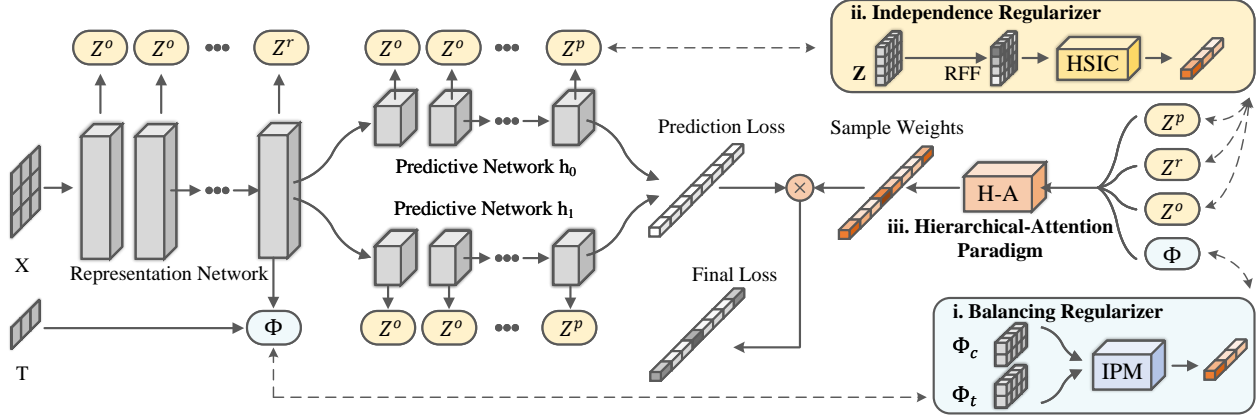 Z^o Z^o ••• Z^r Z^o Z^o ••• Z^p
ii. Independence Regularizer
Z RFF HSIC
Predictive Network h_0
Prediction Loss
Sample Weights
Z^p
Z^r
Z^o
Φ
H-A
iii. Hierarchical-Attention
Paradigm
×
Predictive Network h_1
X
Representation Network
Final Loss
T
Φ
Z^o Z^o ••• Z^p
i. Balancing Regularizer
Φ_c
Φ_t
IPM